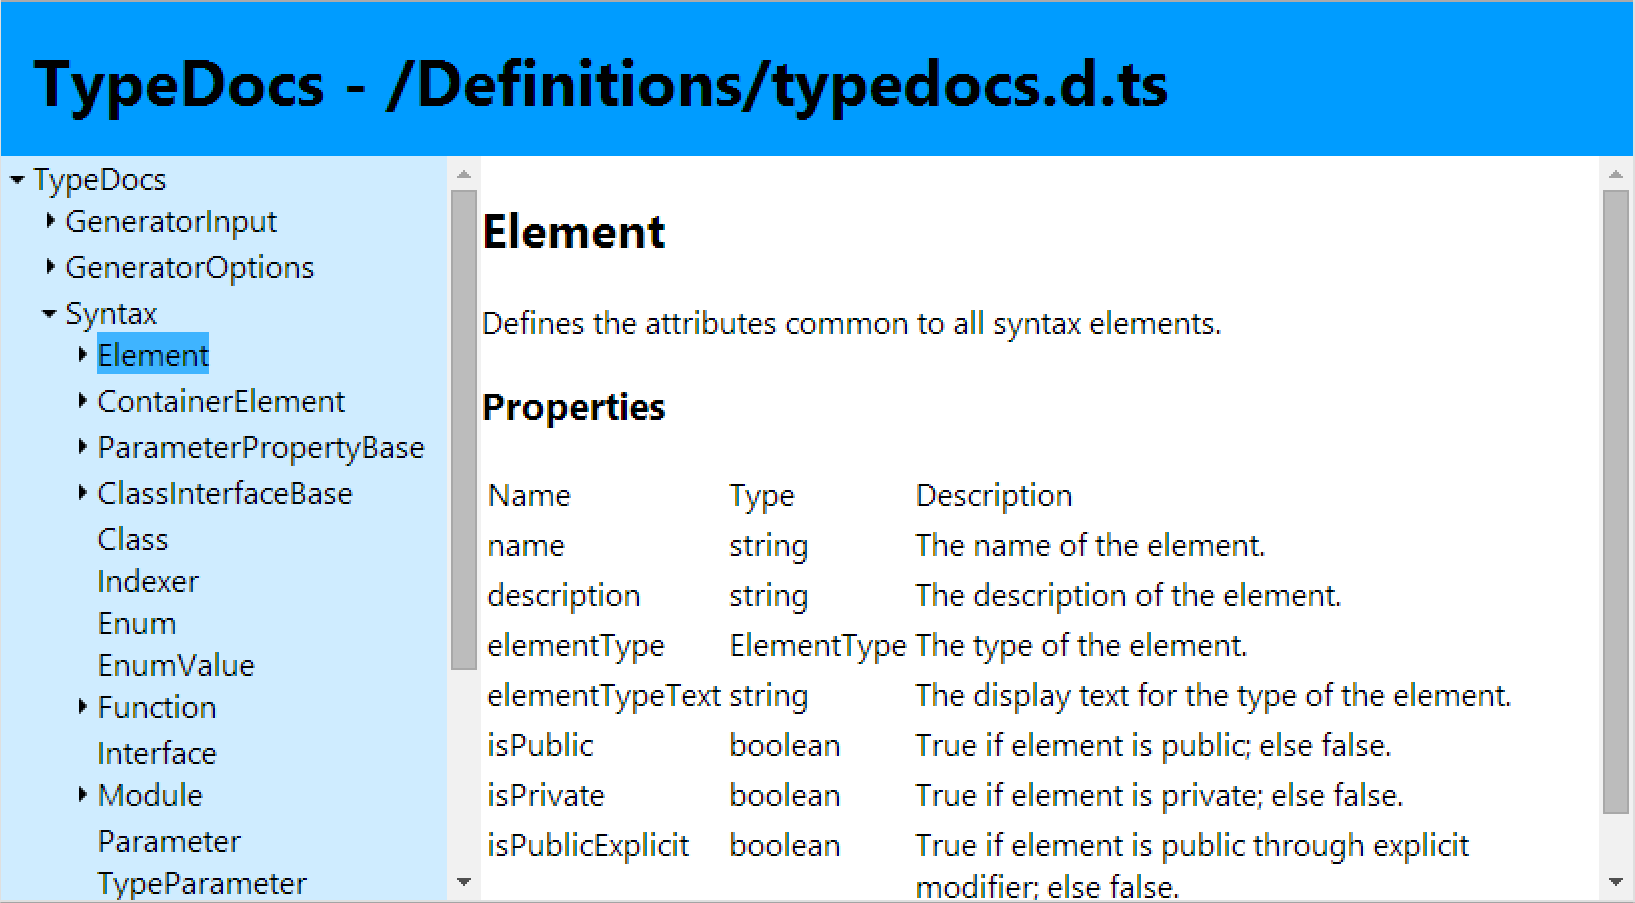 TypeDocs - /Definitions/typedocs.d.ts
TypeDocs
GeneratorInput
GeneratorOptions
Syntax
Element
ContainerElement
ParameterPropertyBase
ClassInterfaceBase
Class
Indexer
Enum
EnumValue
Function
Interface
Module
Parameter
TypeParameter
Element
Defines the attributes common to all syntax elements.
Properties
Name Type Description
name string The name of the element.
description string The description of the element.
elementType ElementType The type of the element.
elementTypeText string The display text for the type of the element.
isPublic boolean True if element is public; else false.
isPrivate boolean True if element is private; else false.
isPublicExplicit boolean True if element is public through explicit
modifier; else false.